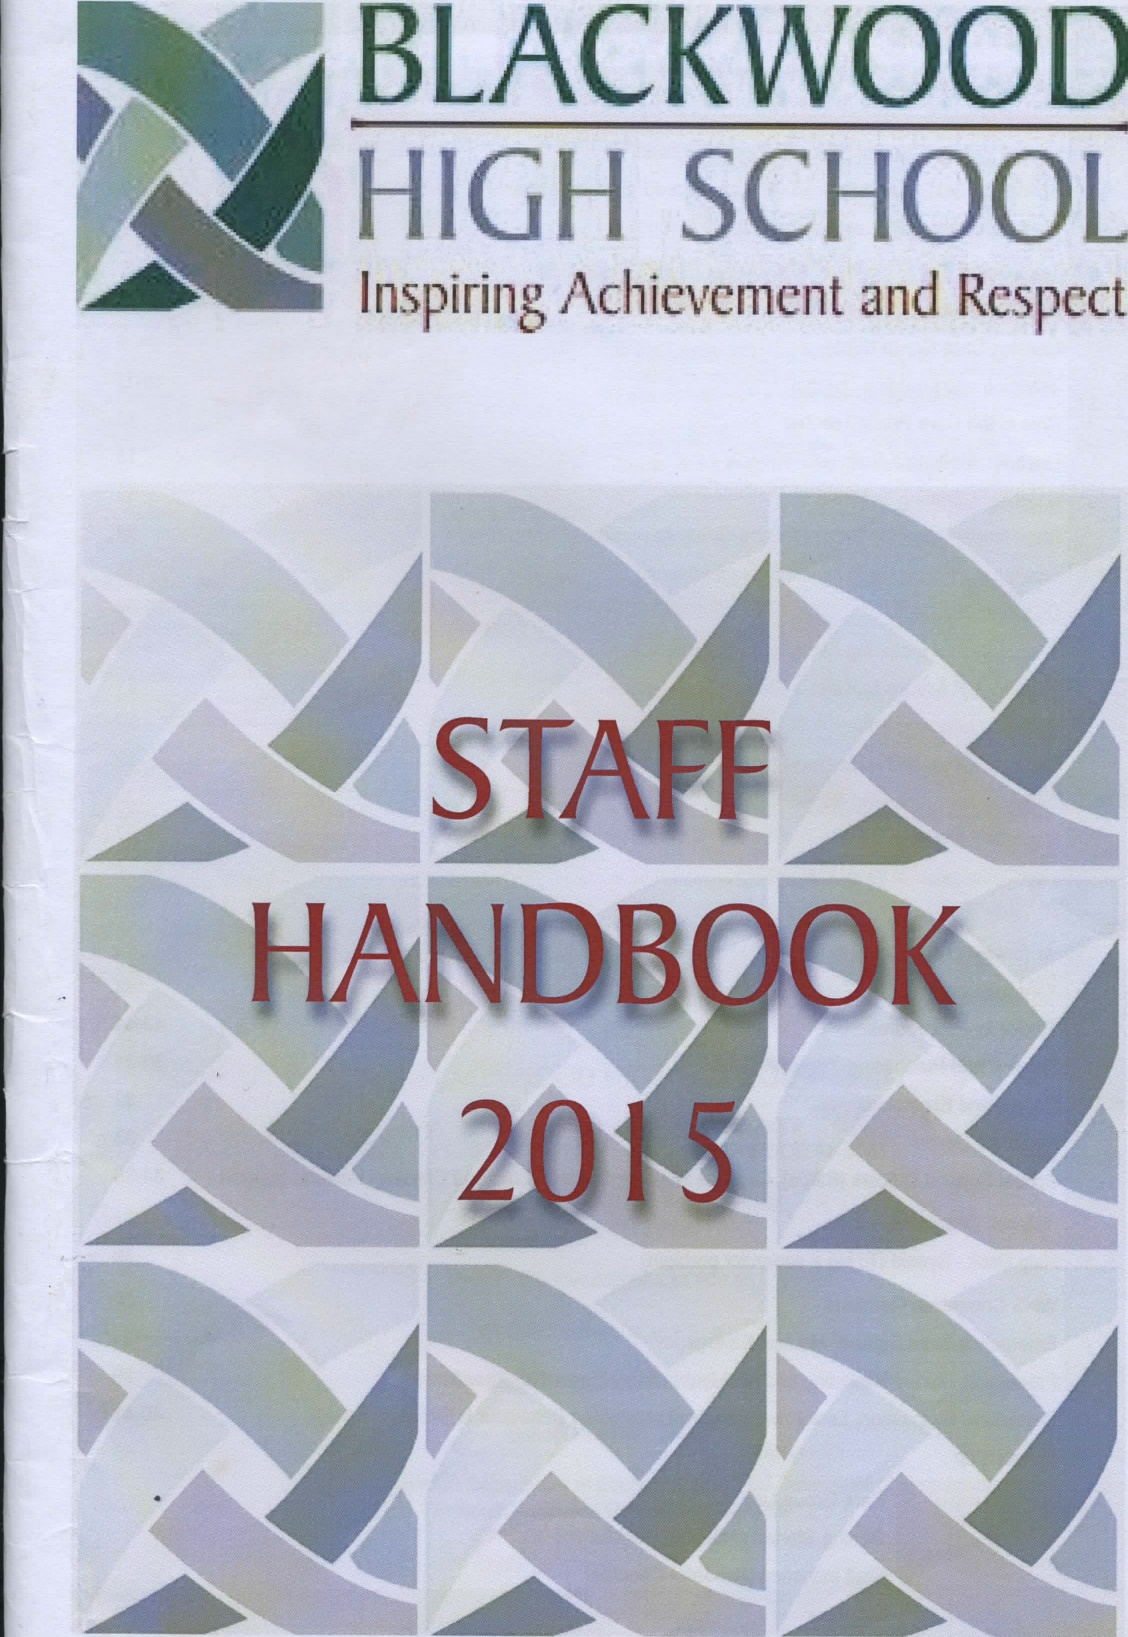 BLACKWOOD
HIGH SCHOOL
Inspiring Achievement and Respect
STAFF
HANDBOOK
2015